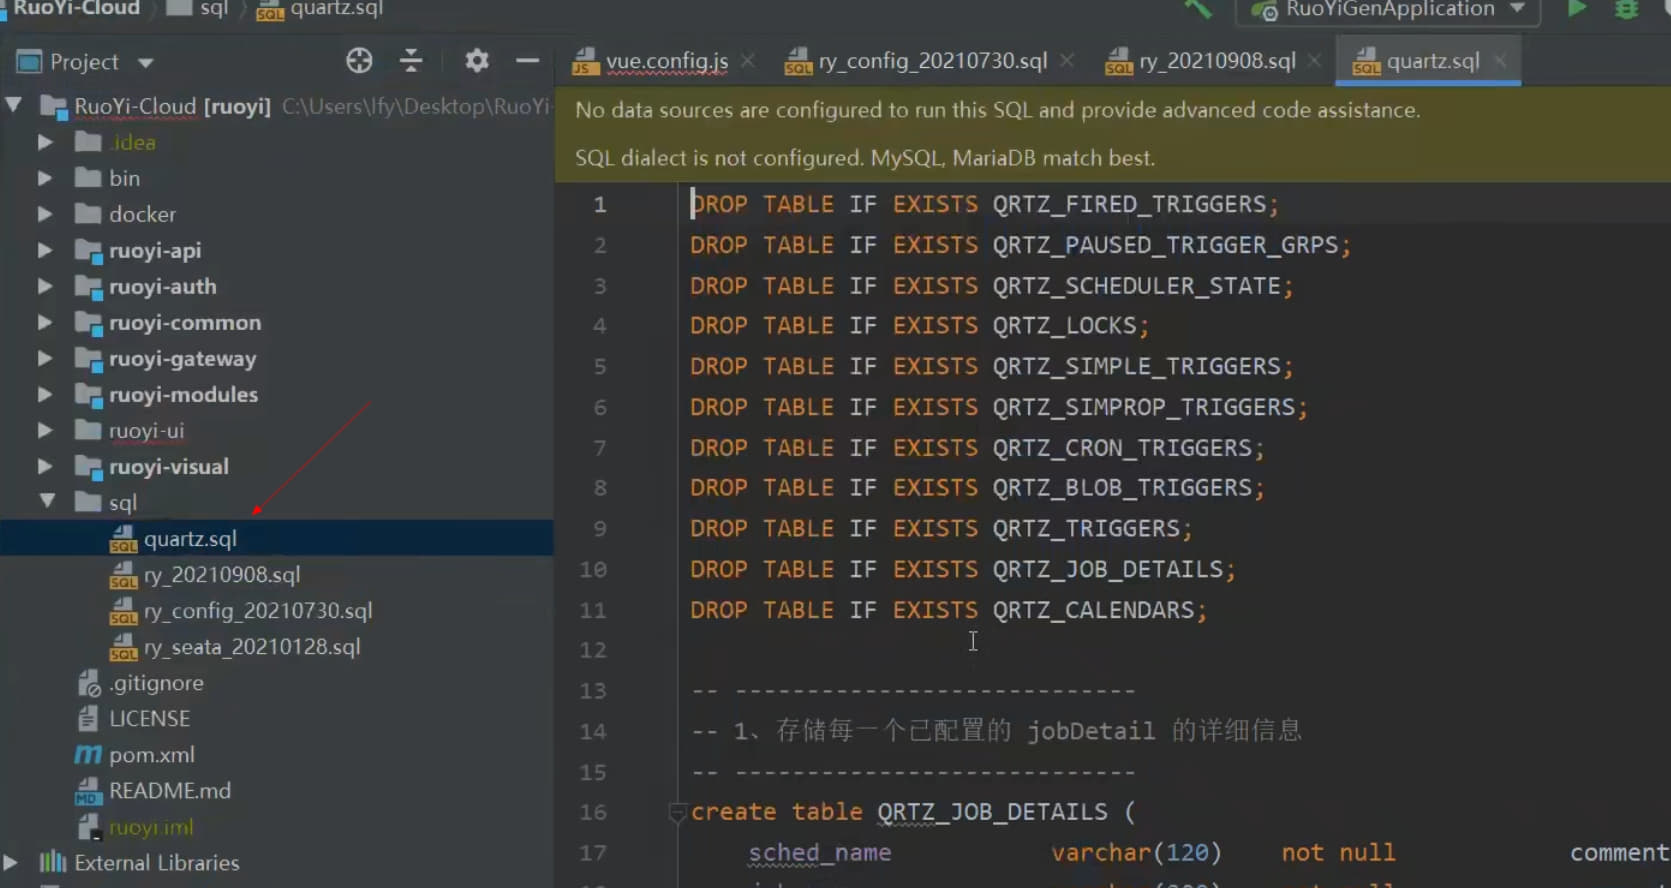 RuoYi-Cloud sql quartz.sql RuoYiGenApplication
Project
vue.config.js ry_config_20210730.sql ry_20210908.sql quartz.sql
RuoYi-Cloud [ruoyi] C:\Users\lfy\Desktop\RuoYi-
.idea
bin
docker
ruoyi-api
ruoyi-auth
ruoyi-common
ruoyi-gateway
ruoyi-modules
ruoyi-ui
ruoyi-visual
sql
quartz.sql
ry_20210908.sql
ry_config_20210730.sql
ry_seata_20210128.sql
.gitignore
LICENSE
pom.xml
README.md
ruoyi.iml
External Libraries
No data sources are configured to run this SQL and provide advanced code assistance.
SQL dialect is not configured. MySQL, MariaDB match best.
1 DROP TABLE IF EXISTS QRTZ_FIRED_TRIGGERS;
2 DROP TABLE IF EXISTS QRTZ_PAUSED_TRIGGER_GRPS;
3 DROP TABLE IF EXISTS QRTZ_SCHEDULER_STATE;
4 DROP TABLE IF EXISTS QRTZ_LOCKS;
5 DROP TABLE IF EXISTS QRTZ_SIMPLE_TRIGGERS;
6 DROP TABLE IF EXISTS QRTZ_SIMPROP_TRIGGERS;
7 DROP TABLE IF EXISTS QRTZ_CRON_TRIGGERS;
8 DROP TABLE IF EXISTS QRTZ_BLOB_TRIGGERS;
9 DROP TABLE IF EXISTS QRTZ_TRIGGERS;
10 DROP TABLE IF EXISTS QRTZ_JOB_DETAILS;
11 DROP TABLE IF EXISTS QRTZ_CALENDARS;
12
13 -- ----------------------------
14 -- 1、存储每一个已配置的 jobDetail 的详细信息
15 -- ----------------------------
16 create table QRTZ_JOB_DETAILS (
17 sched_name varchar(120) not null comment